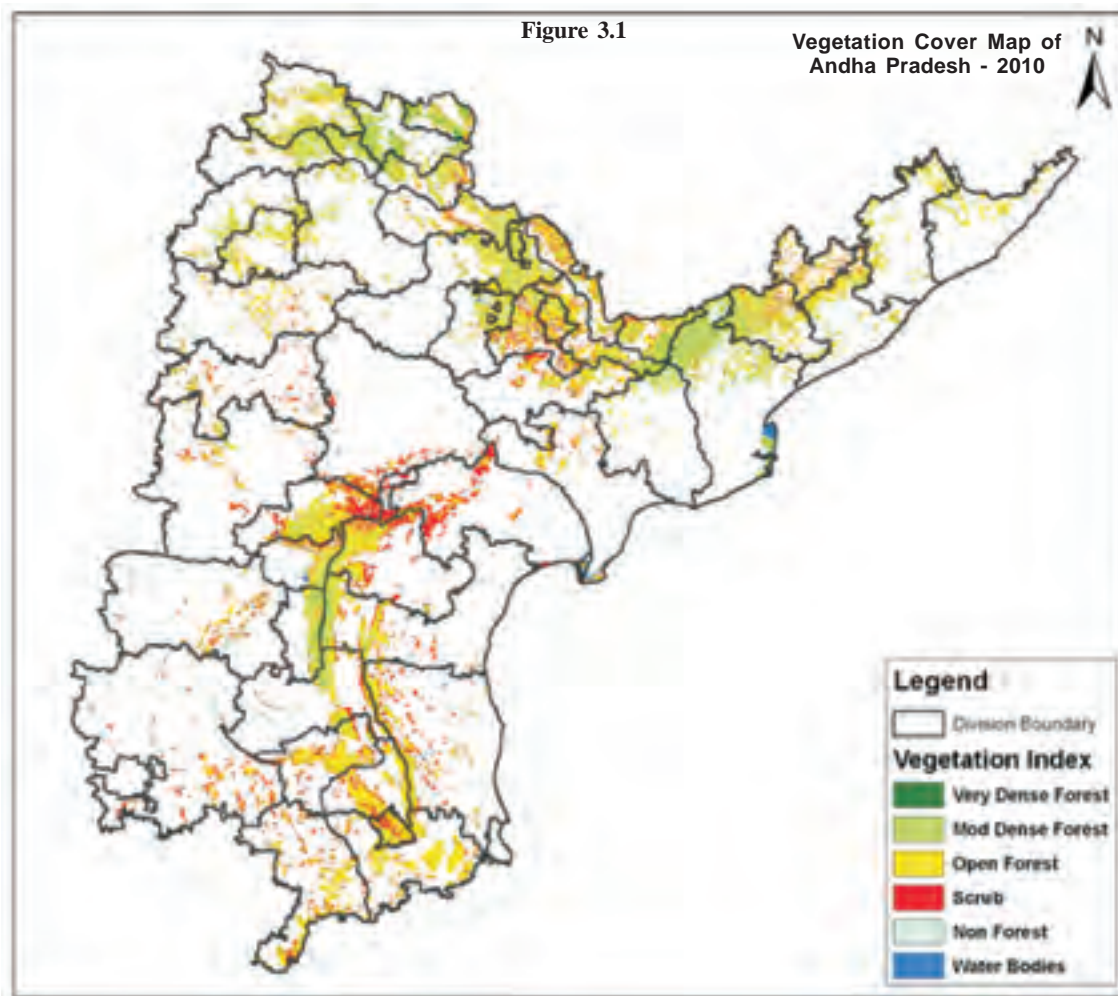 Figure 3.1
Vegetation Cover Map of
Andha Pradesh - 2010
N
Legend
Division Boundary
Vegetation Index
Very Dense Forest
Mod Dense Forest
Open Forest
Scrub
Non Forest
Water Bodies